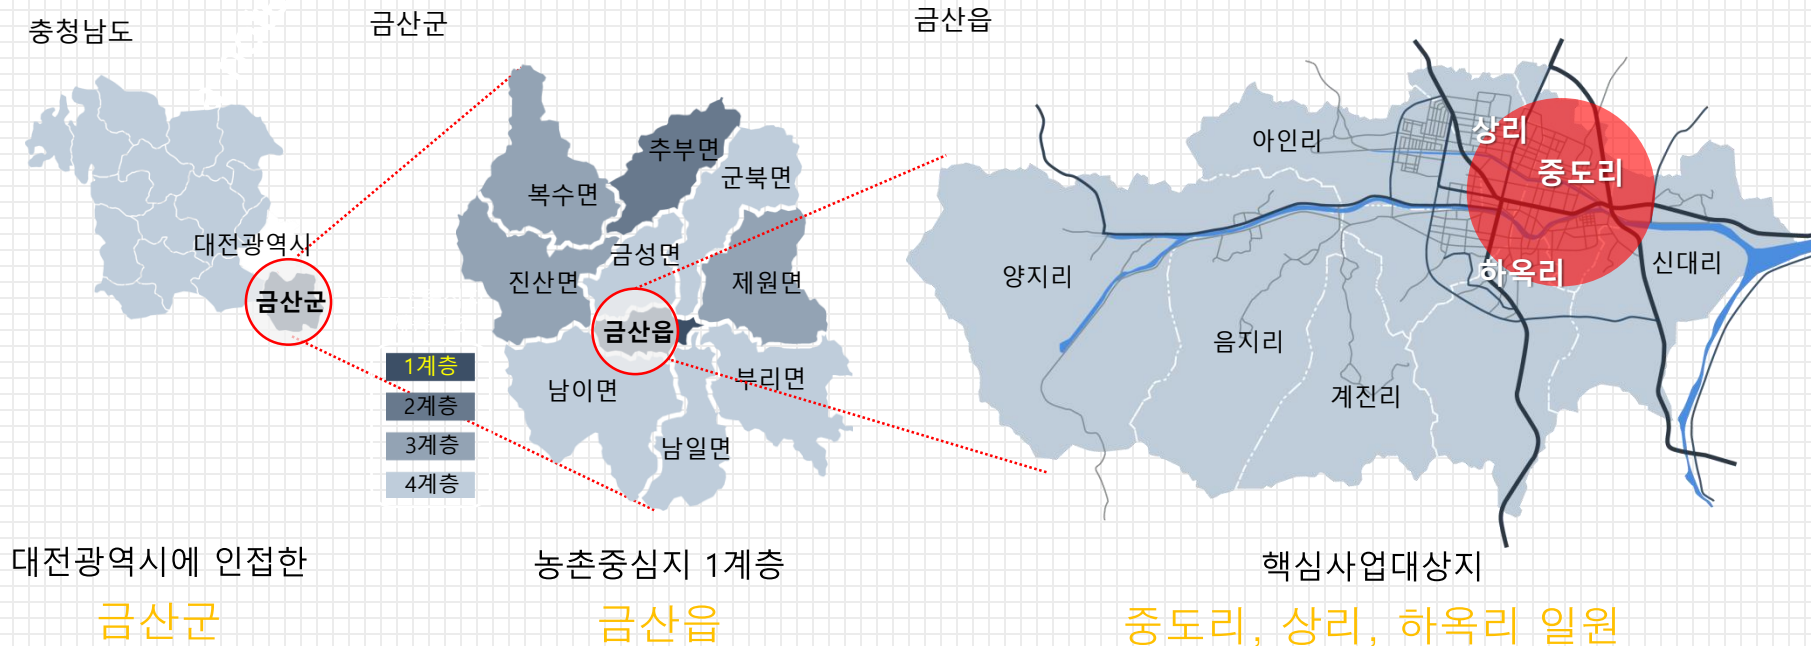 충청남도
대전광역시
금산군
대전광역시에 인접한
금산군
금산군
추부면
군북면
복수면
금성면
진산면
제원면
금산읍
남이면
부리면
남일면
1계층
2계층
3계층
4계층
농촌중심지 1계층
금산읍
금산읍
상리
아인리
중도리
양지리
하옥리
신대리
음지리
계진리
핵심사업대상지
중도리, 상리, 하옥리 일원